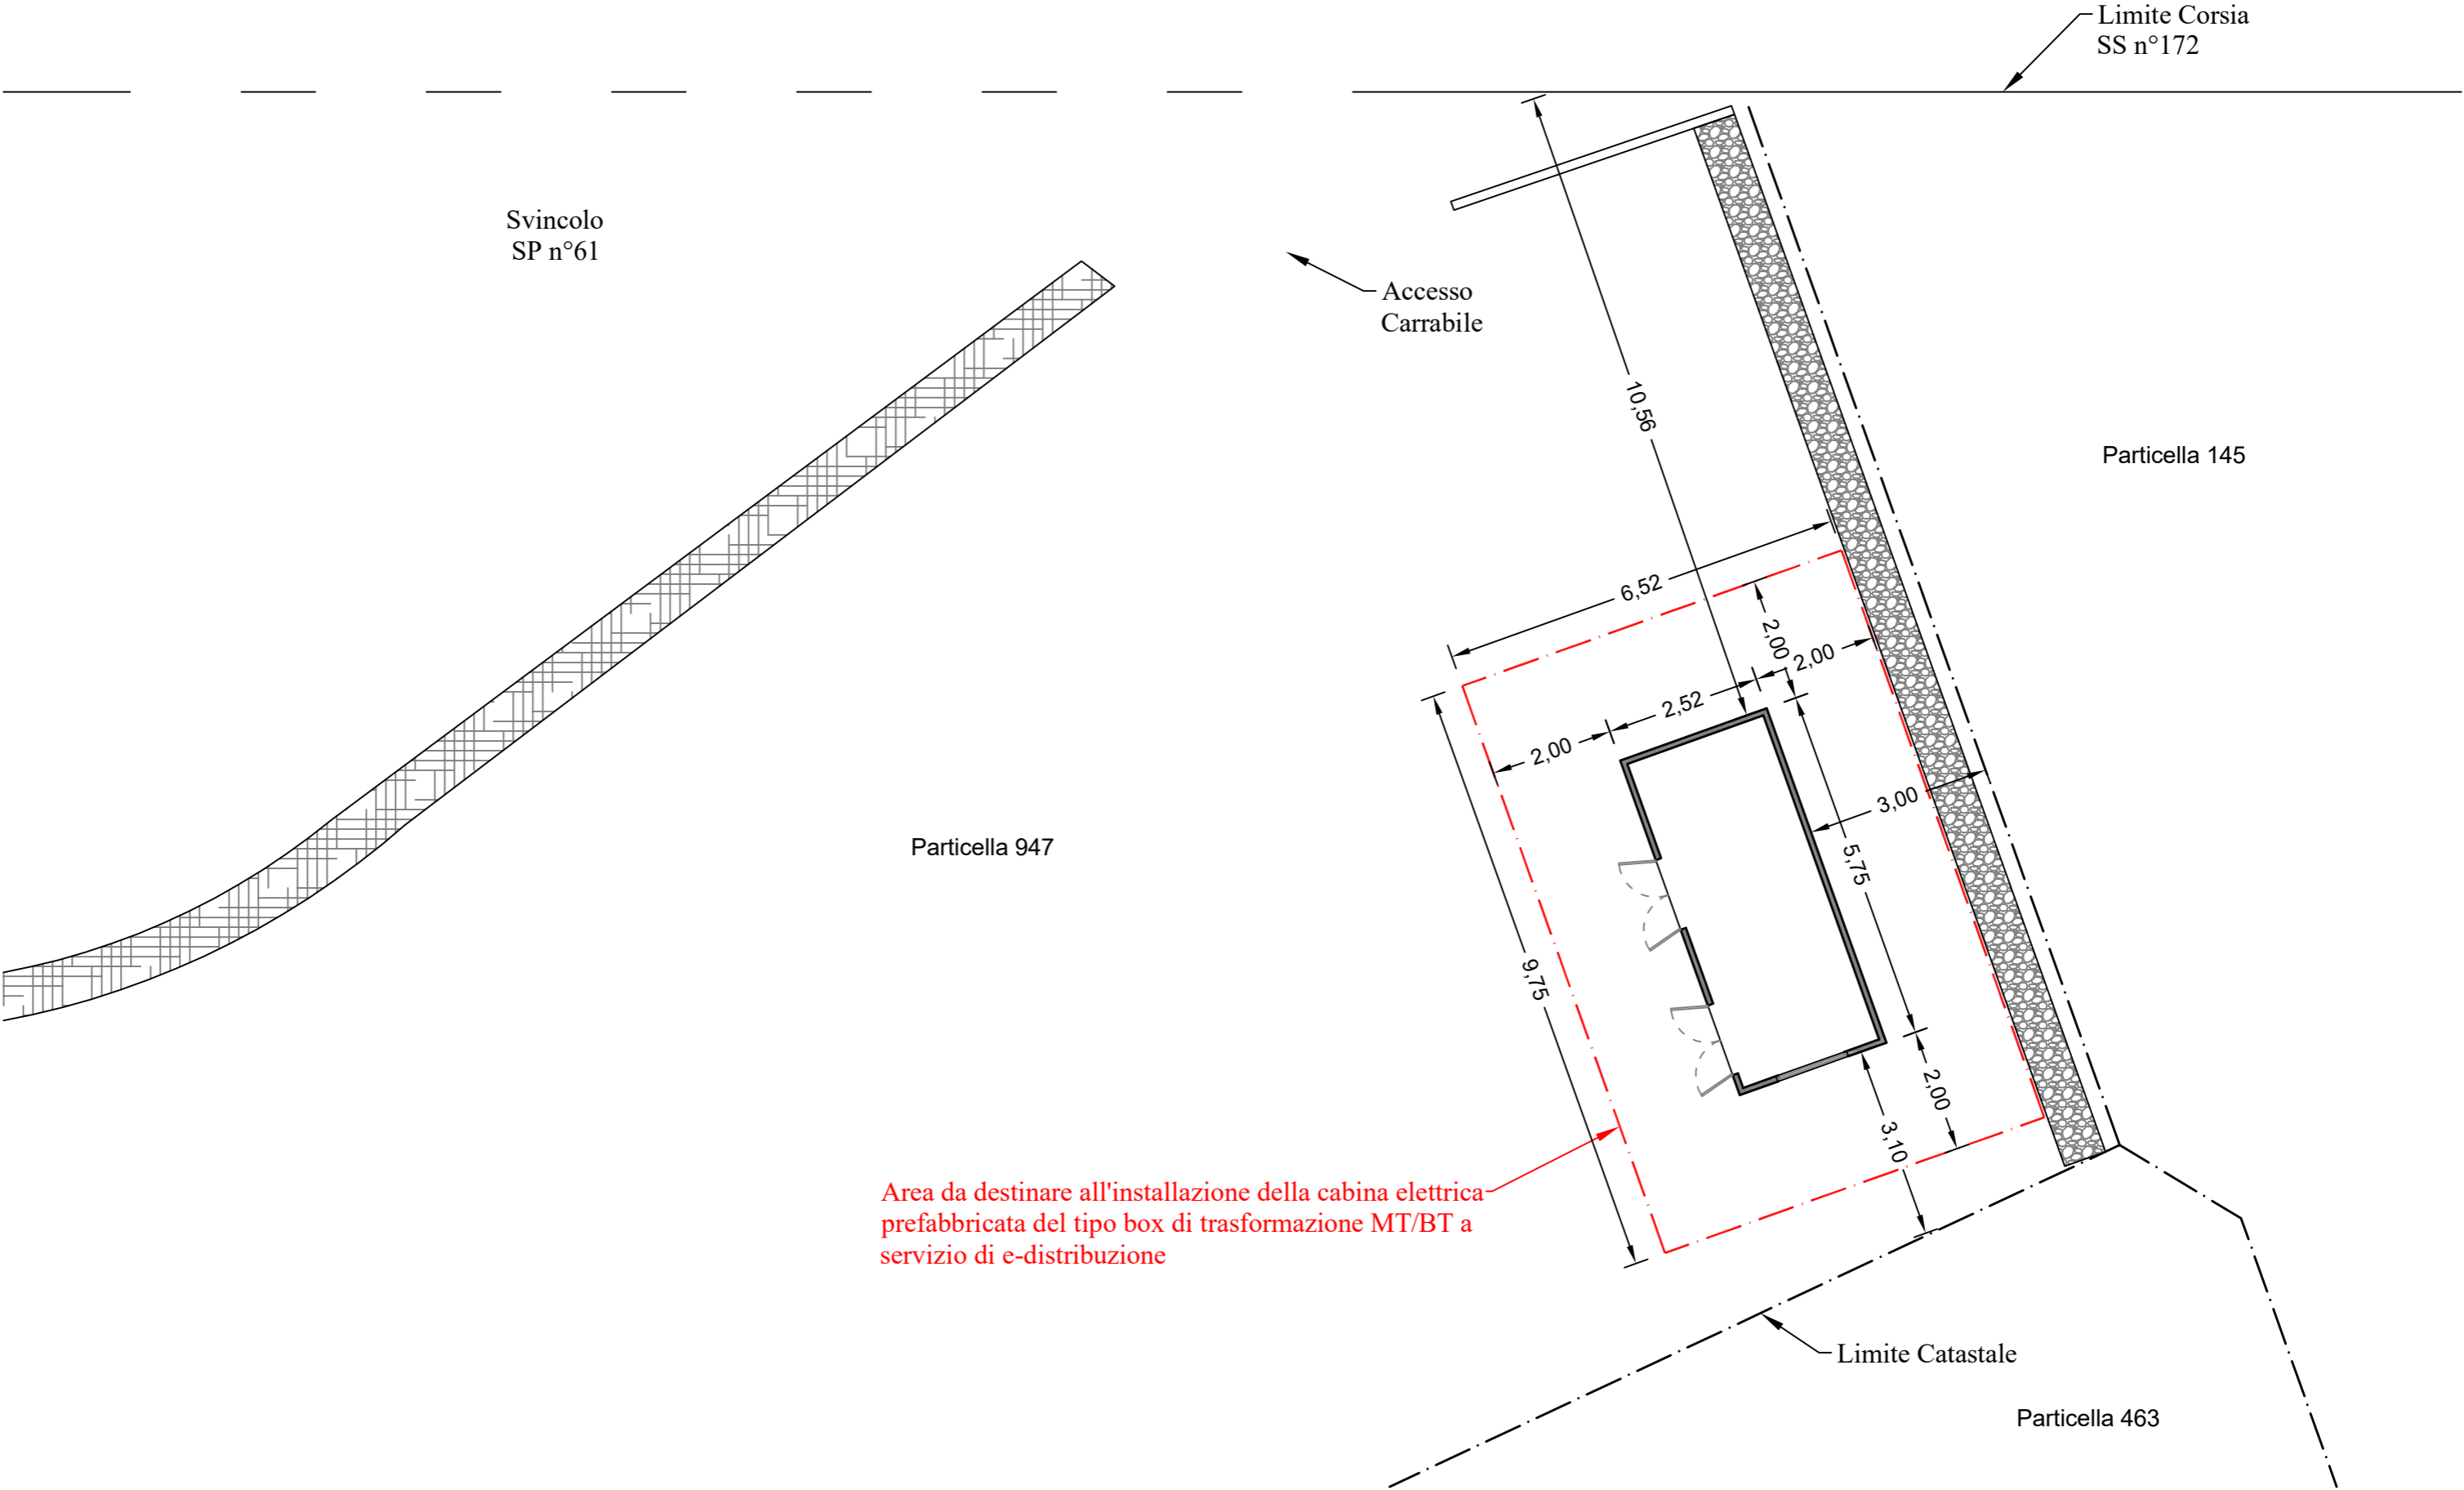 Limite Corsia
SS n°172
Svincolo
SP n°61
Accesso
Carrabile
10,56
Particella 145
6,52
2,00
2,00
2,52
2,00
3,00
Particella 947
5,75
9,75
2,00
3,10
Area da destinare all'installazione della cabina elettrica
prefabbricata del tipo box di trasformazione MT/BT a
servizio di e-distribuzione
Limite Catastale
Particella 463